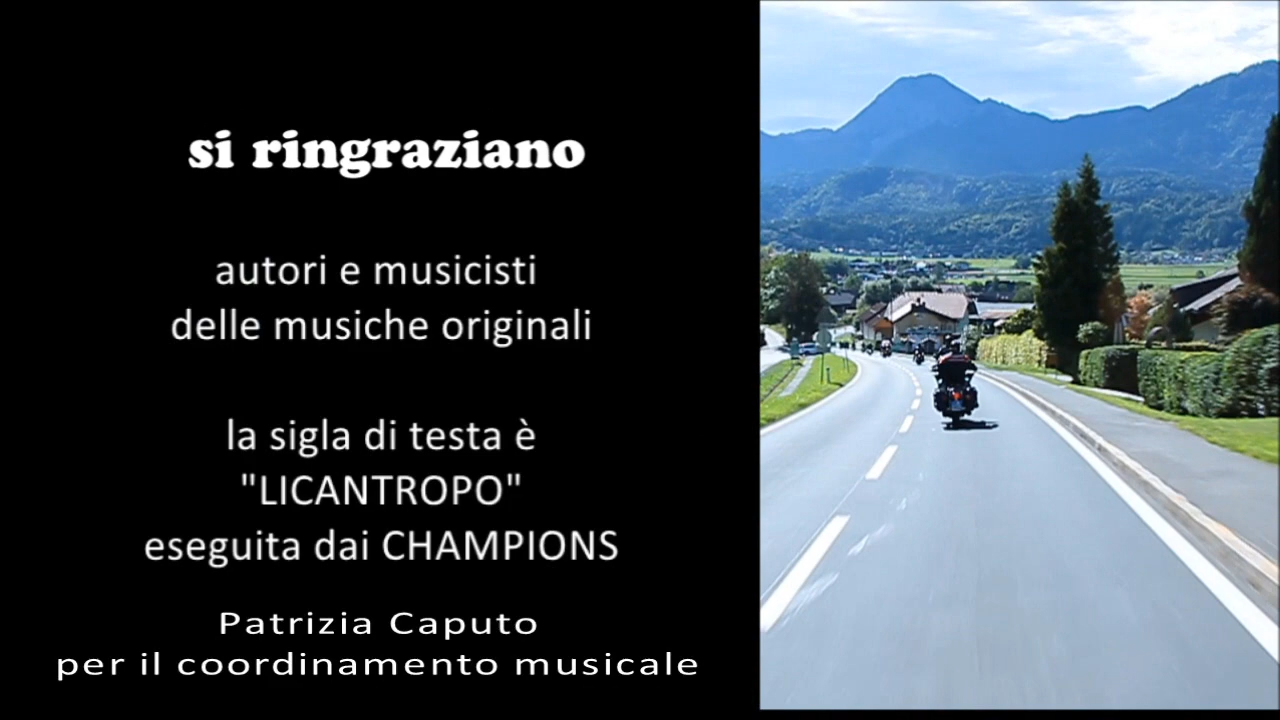 si ringraziano
autori e musicisti
delle musiche originali
la sigla di testa è
"LICANTROPO"
eseguita dai CHAMPIONS
Patrizia Caputo
per il coordinamento musicale